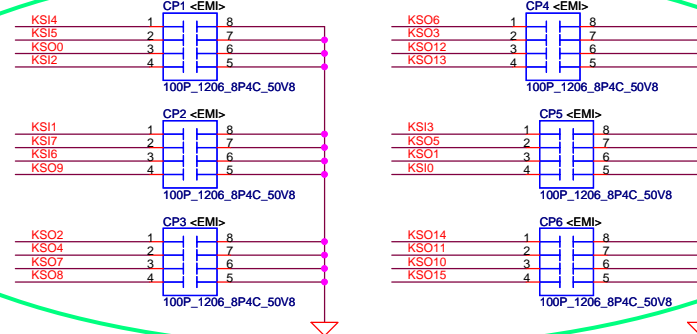 CP1 <EMI>
KSI4 1 8
KSI5 2 7
KSO0 3 6
KSI2 4 5
100P_1206_8P4C_50V8
CP4 <EMI>
KSO6 1 8
KSO3 2 7
KSO12 3 6
KSO13 4 5
100P_1206_8P4C_50V8
CP2 <EMI>
KSI1 1 8
KSI7 2 7
KSI6 3 6
KSO9 4 5
100P_1206_8P4C_50V8
CP5 <EMI>
KSI3 1 8
KSO5 2 7
KSO1 3 6
KSI0 4 5
100P_1206_8P4C_50V8
CP3 <EMI>
KSO2 1 8
KSO4 2 7
KSO7 3 6
KSO8 4 5
100P_1206_8P4C_50V8
CP6 <EMI>
KSO14 1 8
KSO11 2 7
KSO10 3 6
KSO15 4 5
100P_1206_8P4C_50V8